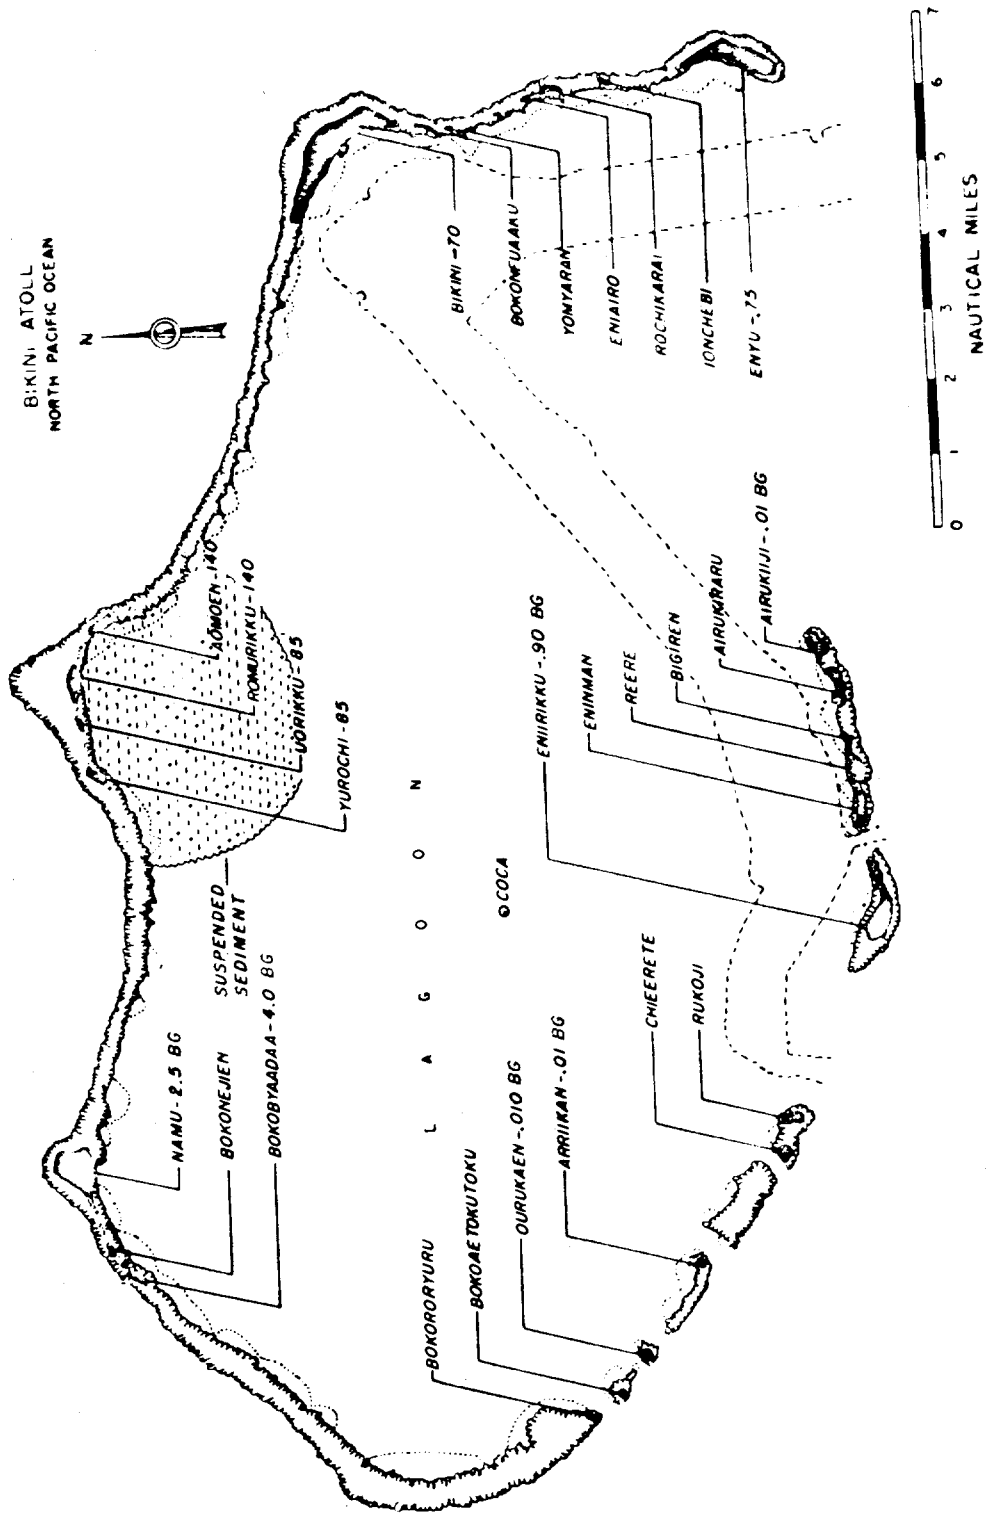 BIKINI ATOLL
NORTH PACIFIC OCEAN
N
NAMU-2.5 BG
BOKONEJIEN
BOKOBYAADAA-4.0 BG
SUSPENDED
SEDIMENT
YUROCHI-85
UORIKKU-85
ROMURIKKU-140
AOMOEN-140
BIKINI-70
BOKONFUAAKU
YOMYARAN
ENIAIRO
ROCHIKARAI
IONCHEBI
ENYU-.75
LAGOON
COCA
BOKORORYURU
BOKOAETOKUTOKU
OURUKAEN-.010 BG
ARRIIKAN-.01 BG
CHIEERETE
RUKOJI
ENIIRIKKU-.90 BG
ENINMAN
REERE
BIGIREN
AIRUKIRARU
AIRUKIIJI-.01 BG
0 1 2 3 4 5 6 7
NAUTICAL MILES